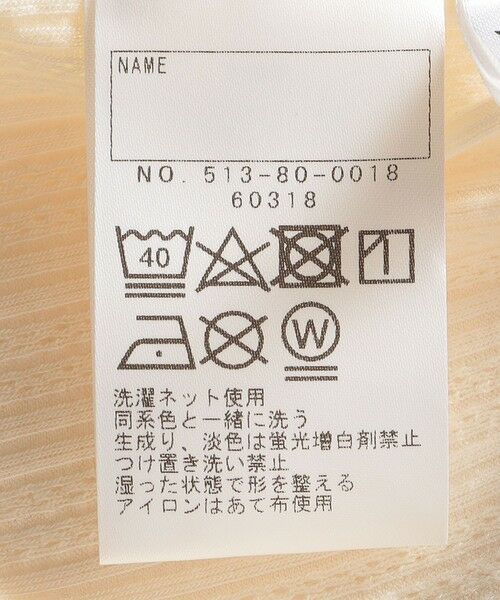 NAME
NO. 513-80-0018
60318
40
W
洗濯ネット使用
同系色と一緒に洗う
生成り、淡色は蛍光増白剤禁止
つけ置き洗い禁止
湿った状態で形を整える
アイロンはあて布使用